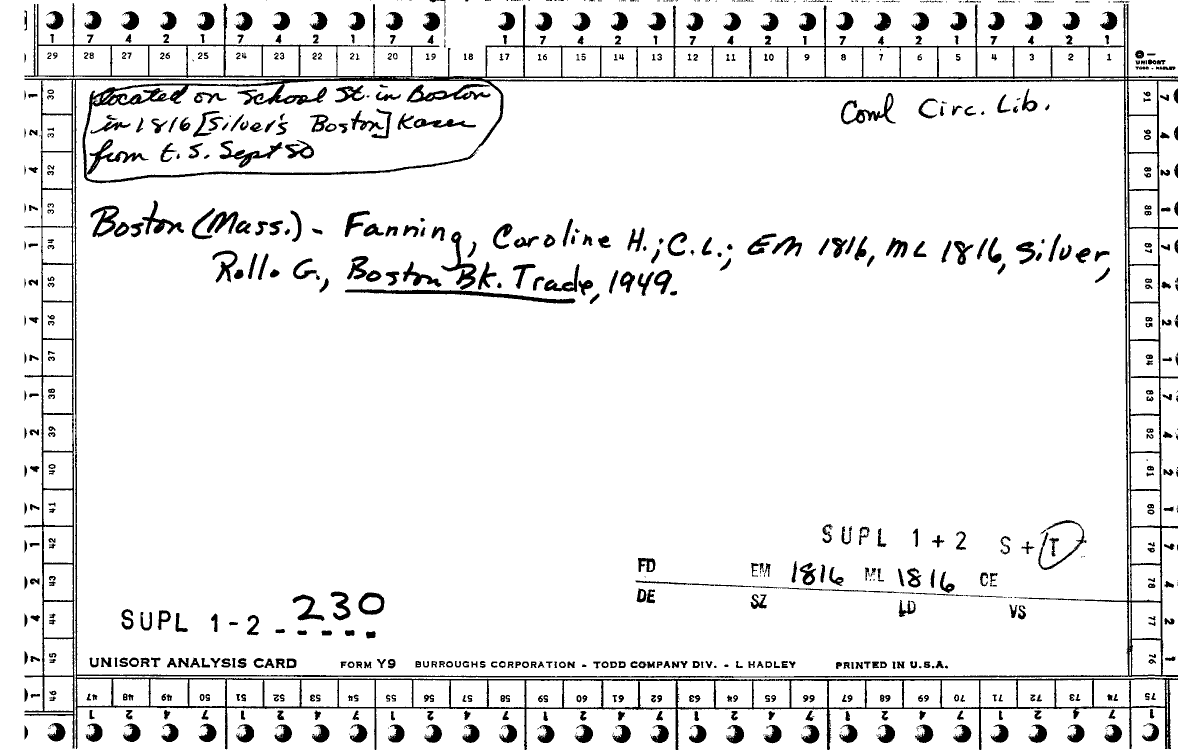 1 7 4 2 1 7 4 2 1 7 4 1 7 4 2 1 7 4 2 1 7 4 2 1 7 4 2 1
29 28 27 26 25 24 23 22 21 20 19 18 17 16 15 14 13 12 11 10 9 8 7 6 5 4 3 2 1
UNISORT
TODD - HADLEY
located on School St. in Boston
in 1816 [Silver's Boston] Kaser
from t. S. Sept 80
Coml Circ. Lib.
Boston (Mass.) - Fanning, Caroline H.; C.L.; EM 1816, ML 1816, Silver,
Rollo G., Boston Bk. Trade, 1949.
30 31 32 33 34 35 36 37 38 39 40 41 42 43 44 45 46
91 90 89 88 87 86 85 84 83 82 81 80 79 78 77 76 75
SUPL 1+2 S+T
FD EM 1816 ML 1816 CE
DE SZ LD VS
SUPL 1-2 - 230
UNISORT ANALYSIS CARD FORM Y9 BURROUGHS CORPORATION - TODD COMPANY DIV. - L HADLEY PRINTED IN U.S.A.
47 48 49 50 51 52 53 54 55 56 57 58 59 60 61 62 63 64 65 66 67 68 69 70 71 72 73 74
1 2 4 7 1 2 4 7 1 2 4 7 1 2 4 7 1 2 4 7 1 2 4 7 1 2 4 7 1